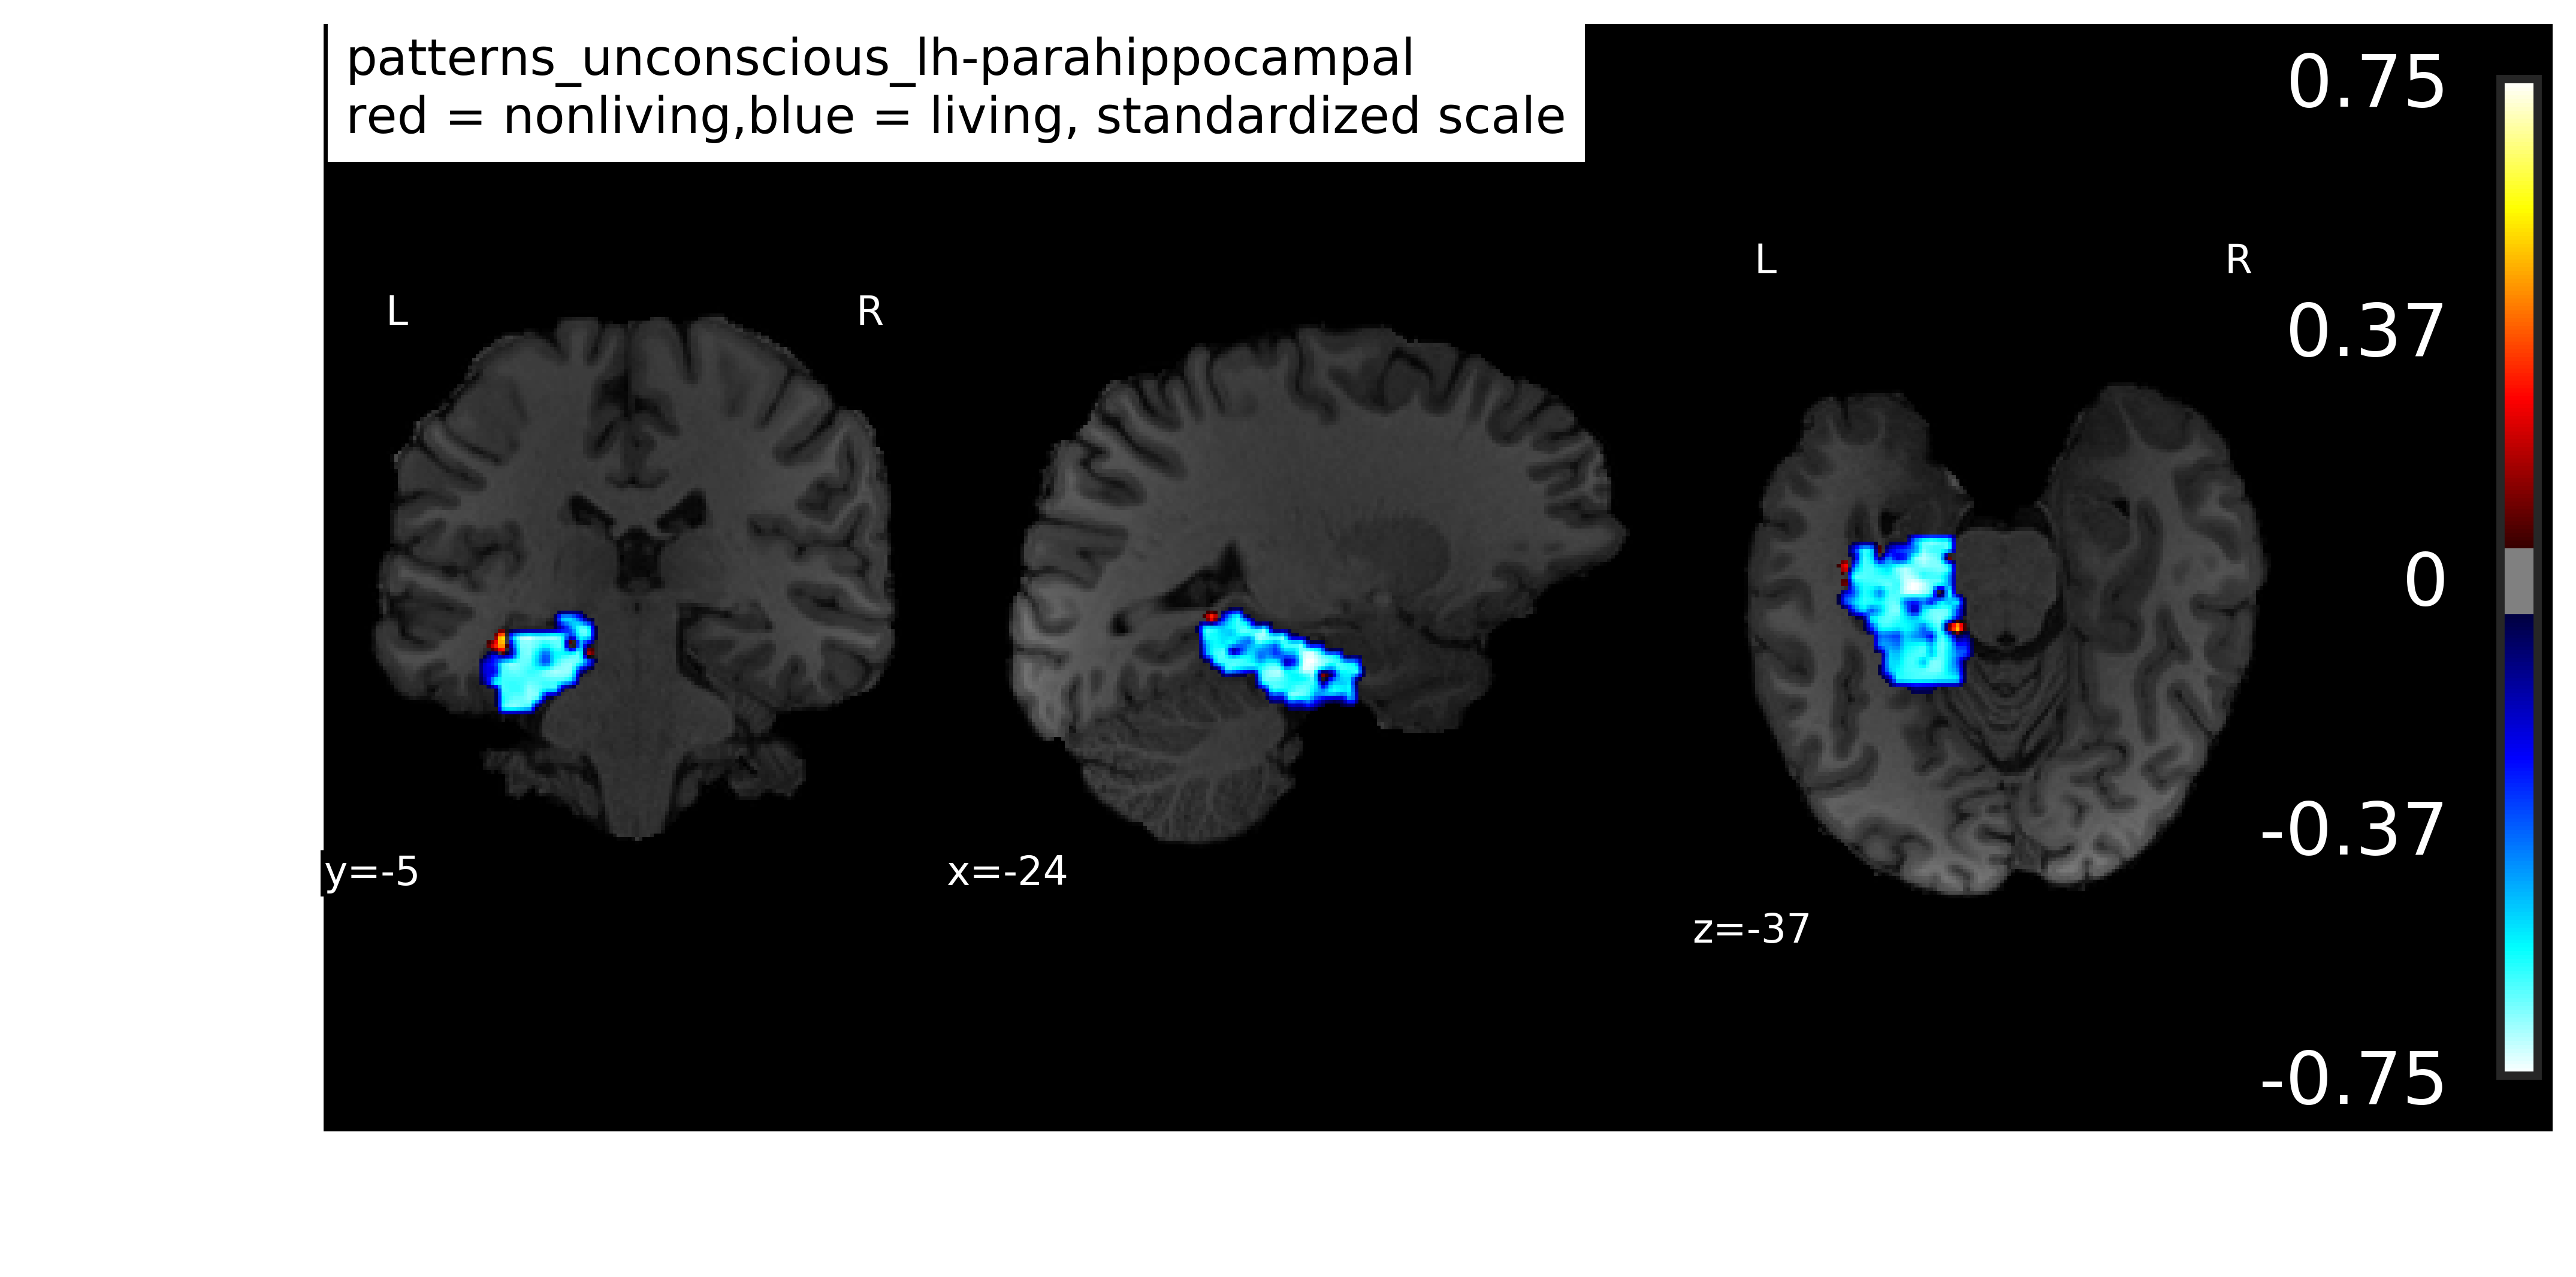 patterns_unconscious_lh-parahippocampal
red = nonliving,blue = living, standardized scale
L
R
y=-5
x=-24
L
R
z=-37
0.75
0.37
0
-0.37
-0.75